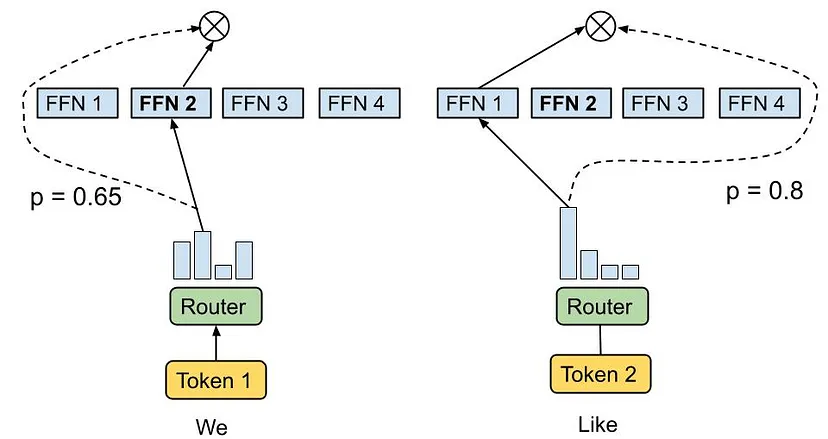 FFN 1 FFN 2 FFN 3 FFN 4
p = 0.65
Router
Token 1
We
FFN 1 FFN 2 FFN 3 FFN 4
p = 0.8
Router
Token 2
Like